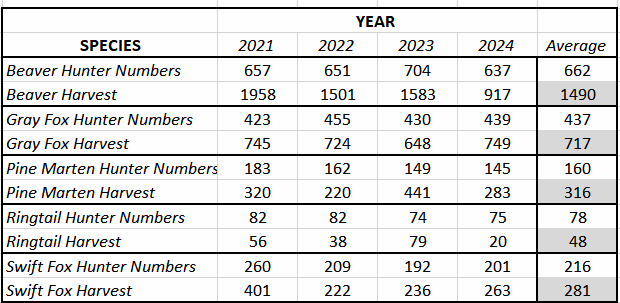 YEAR
SPECIES 2021 2022 2023 2024 Average
Beaver Hunter Numbers 657 651 704 637 662
Beaver Harvest 1958 1501 1583 917 1490
Gray Fox Hunter Numbers 423 455 430 439 437
Gray Fox Harvest 745 724 648 749 717
Pine Marten Hunter Numbers 183 162 149 145 160
Pine Marten Harvest 320 220 441 283 316
Ringtail Hunter Numbers 82 82 74 75 78
Ringtail Harvest 56 38 79 20 48
Swift Fox Hunter Numbers 260 209 192 201 216
Swift Fox Harvest 401 222 236 263 281